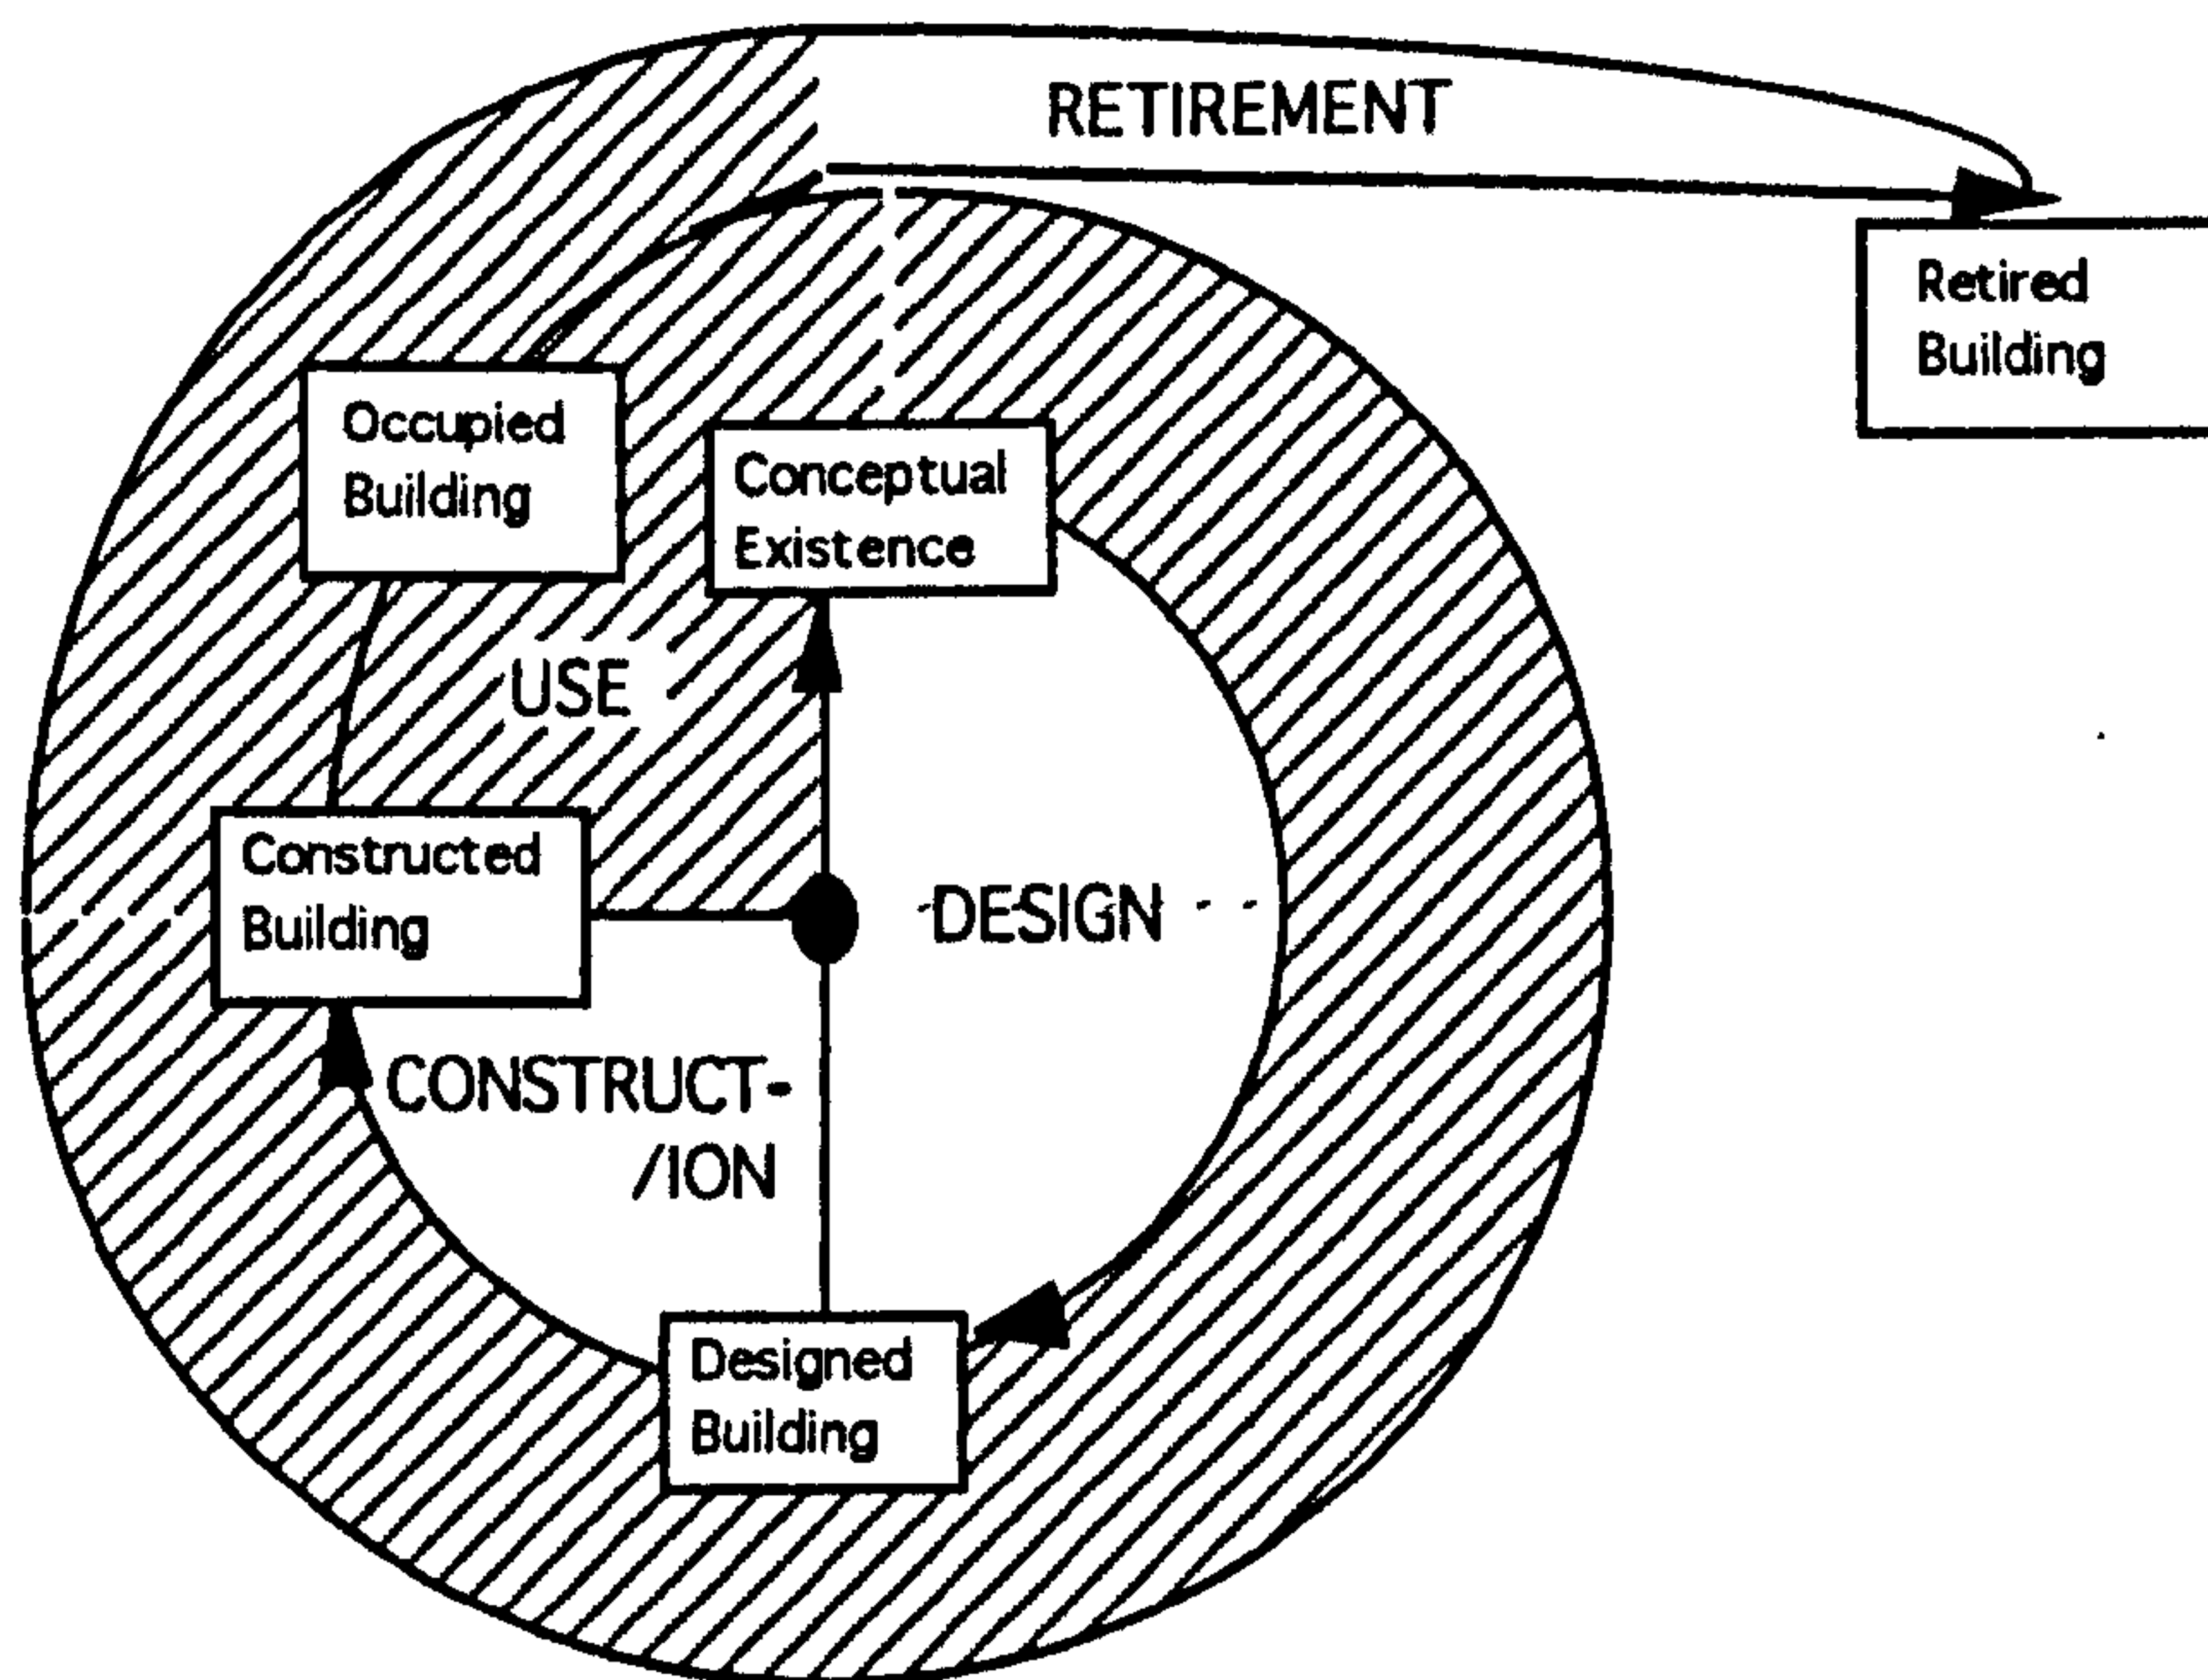 RETIREMENT
Retired
Building
Occupied
Building
Conceptual
Existence
USE
Constructed
Building
DESIGN
CONSTRUCT-
/ION
Designed
Building